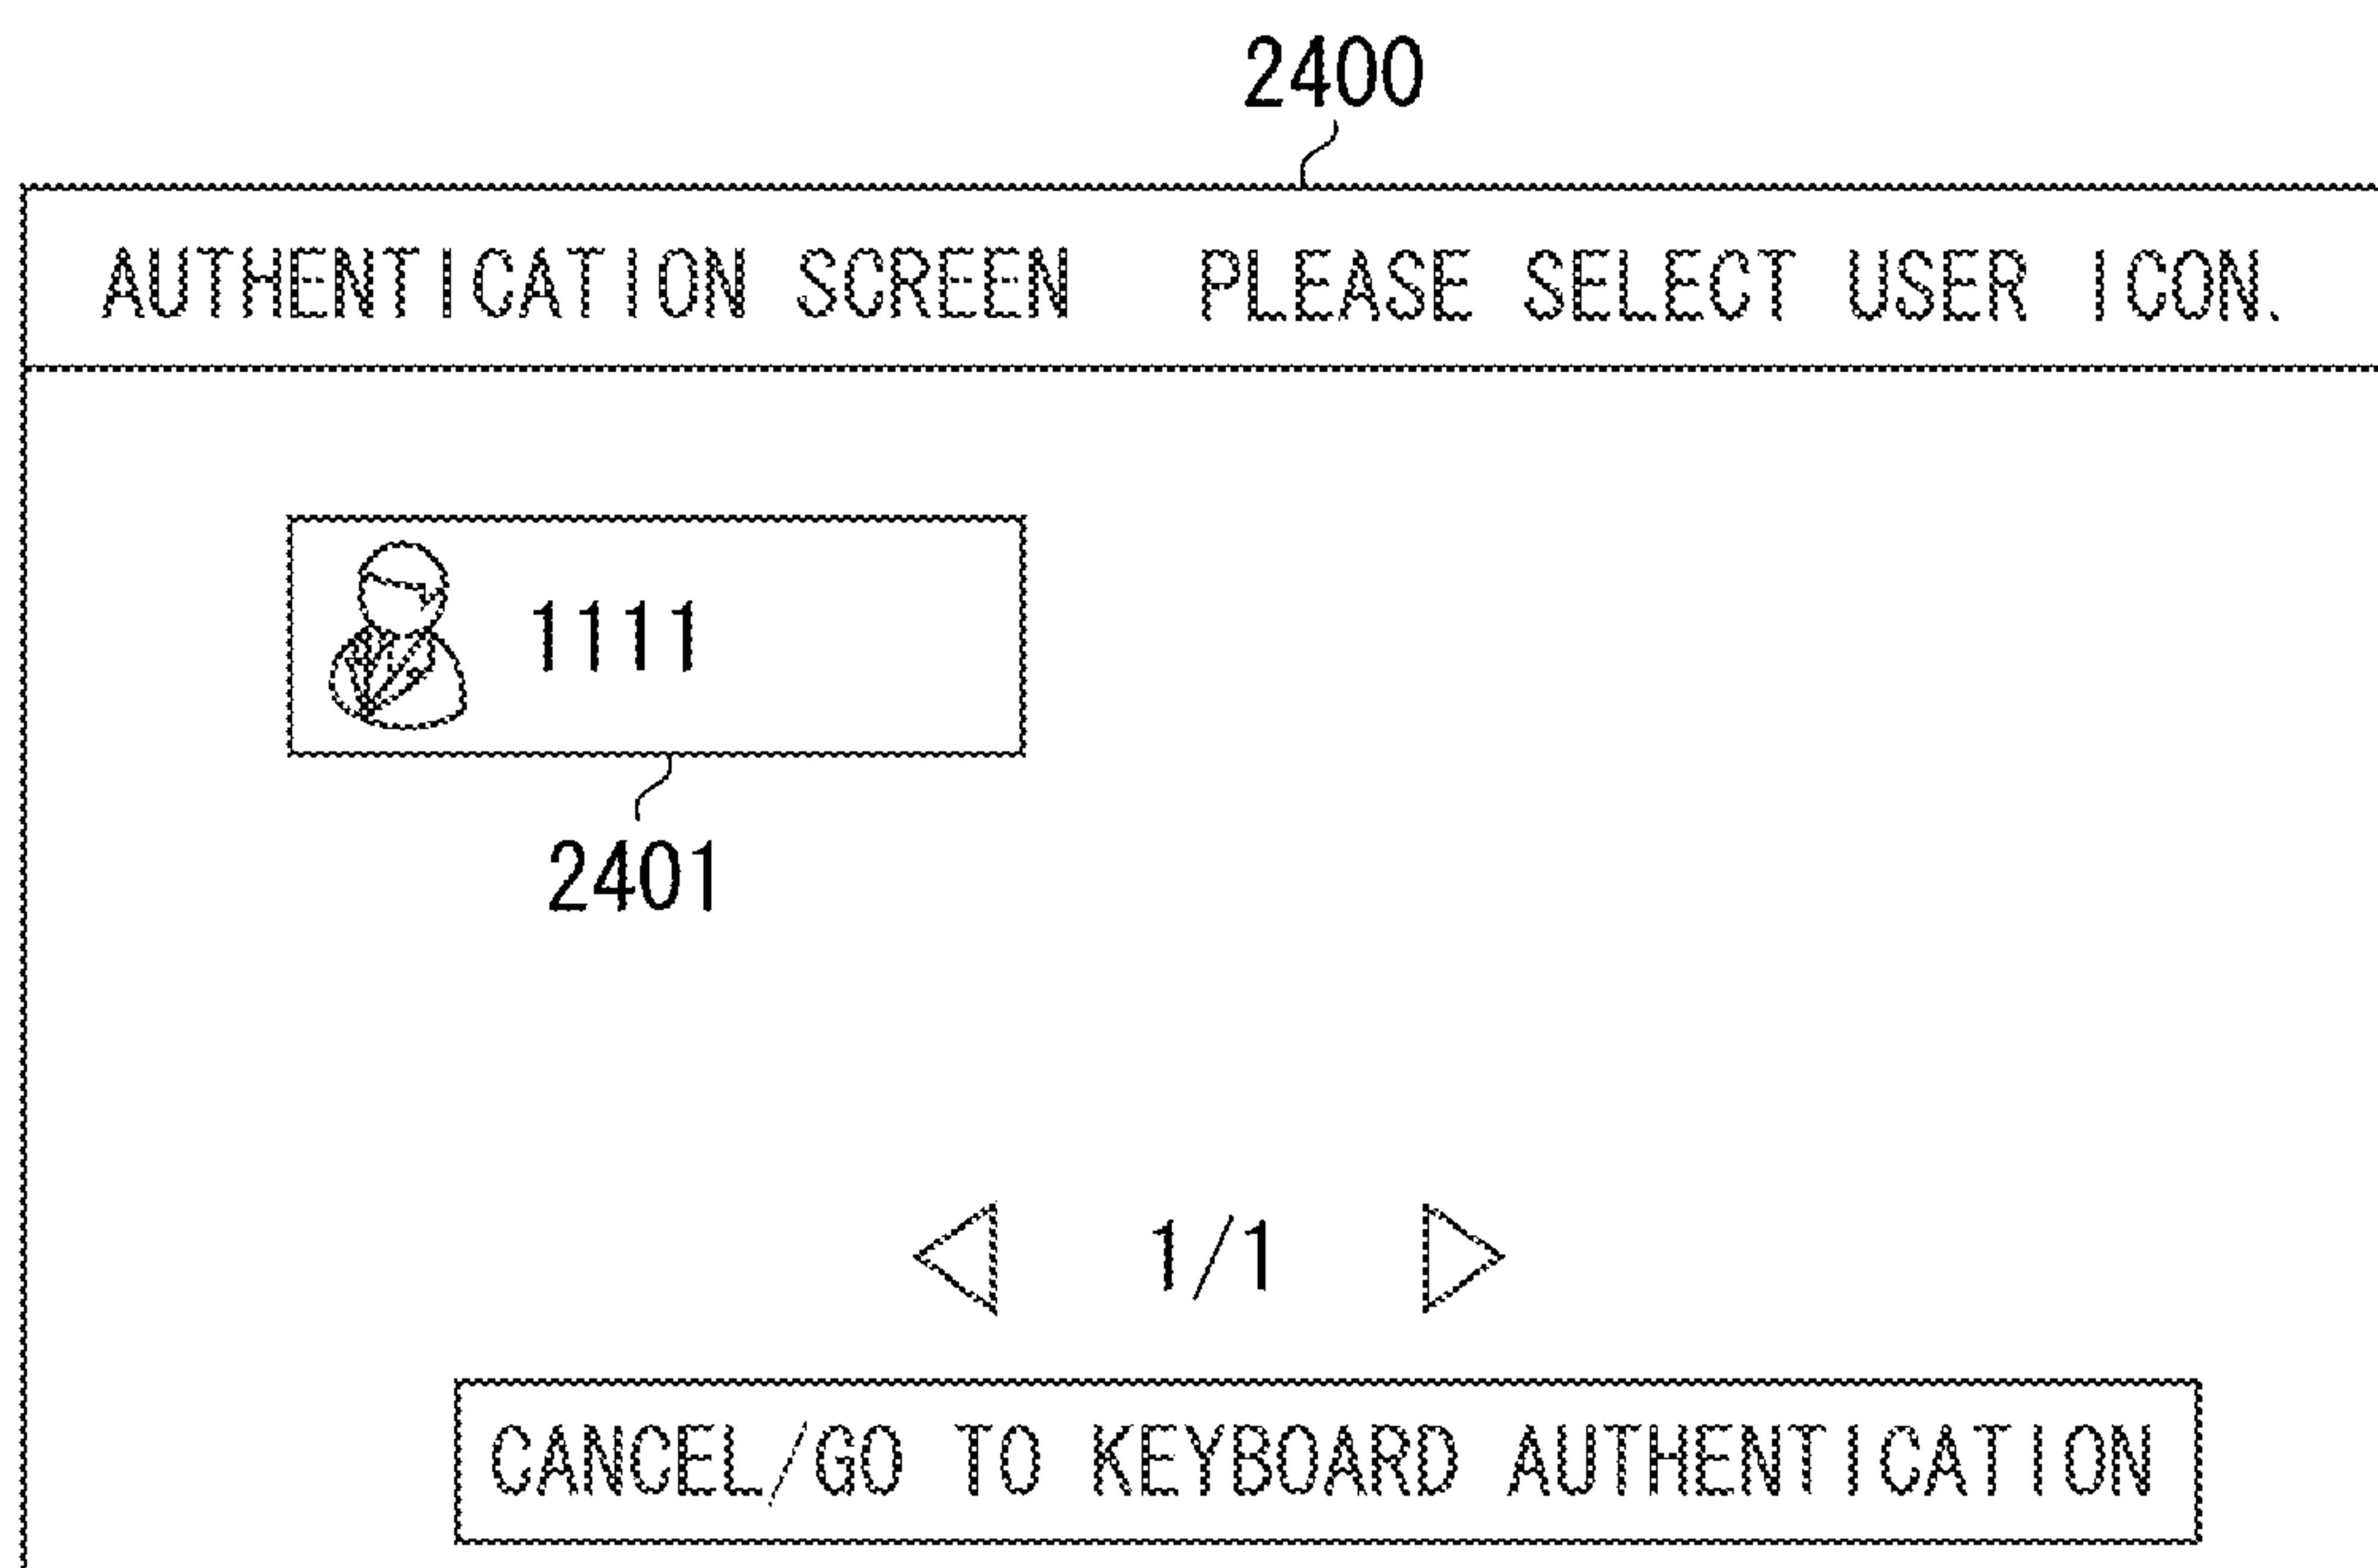 2400
AUTHENTICATION SCREEN PLEASE SELECT USER ICON.
1111
2401
1/1
CANCEL/GO TO KEYBOARD AUTHENTICATION